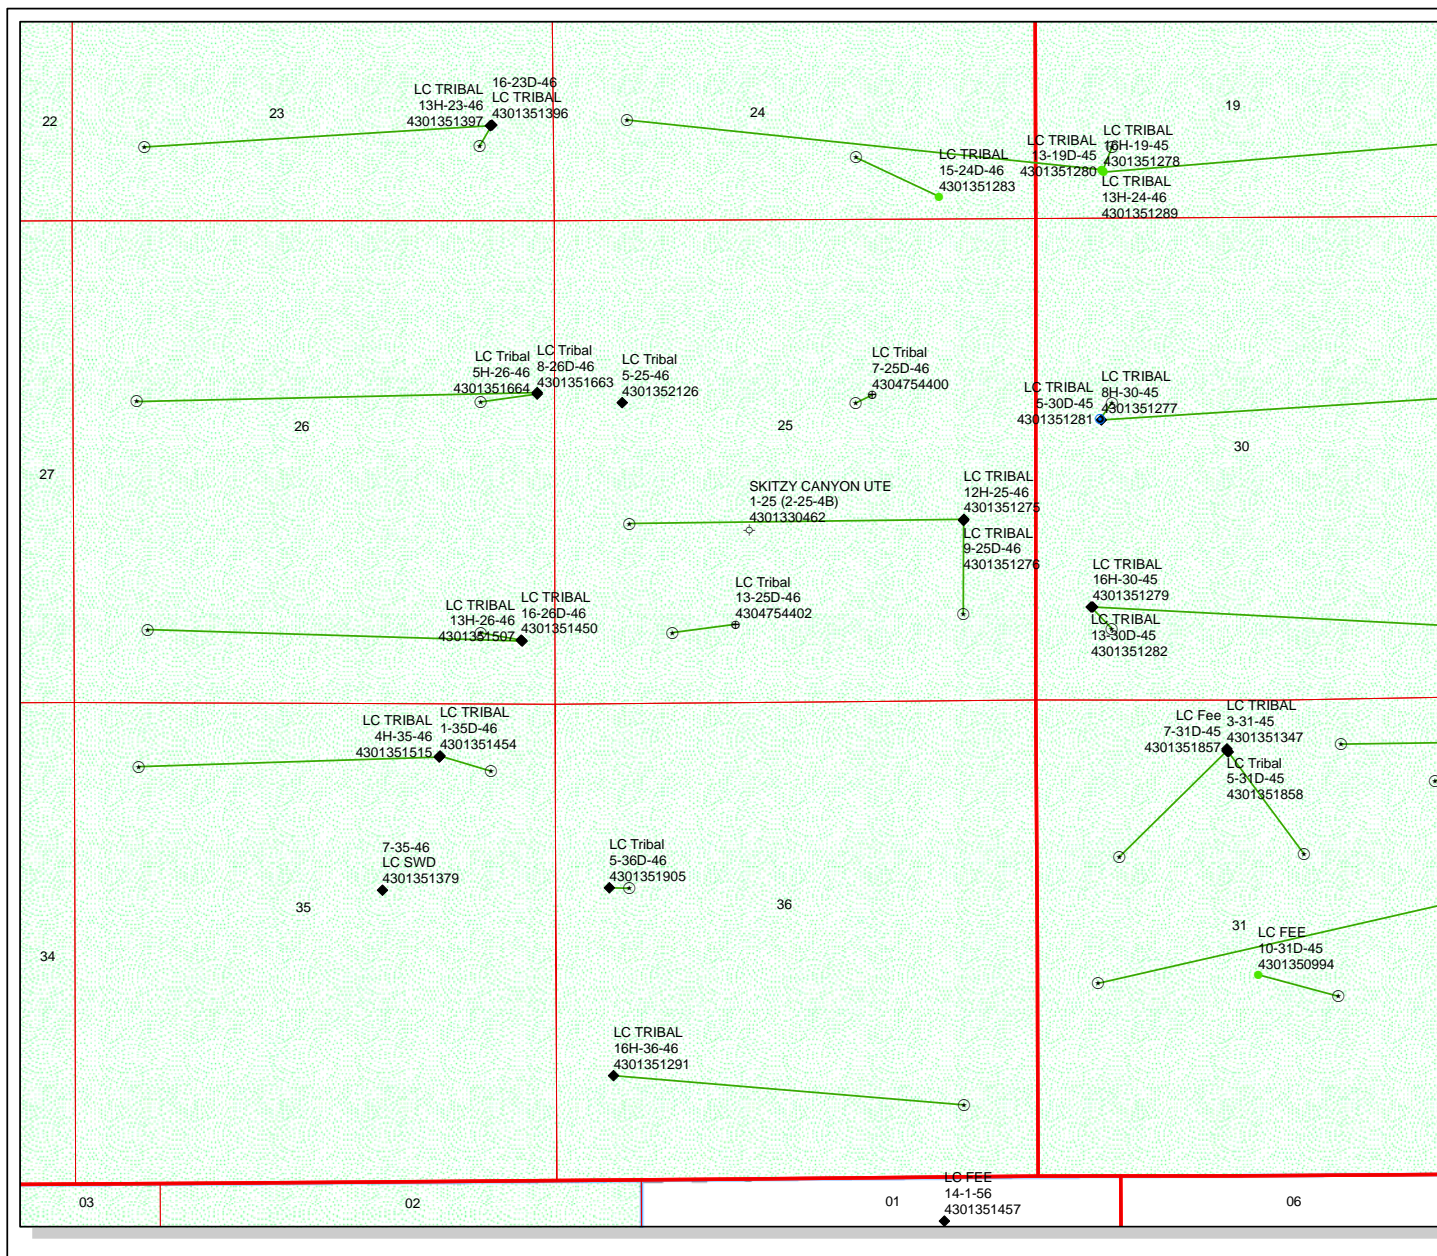 22
23
LC TRIBAL
13H-23-46
4301351397
16-23D-46
LC TRIBAL
4301351396
24
LC TRIBAL
15-24D-46
4301351283
LC TRIBAL
13-19D-45
4301351280
LC TRIBAL
16H-19-45
4301351278
LC TRIBAL
13H-24-46
4301351289
19
LC Tribal
5H-26-46
4301351664
LC Tribal
8-26D-46
4301351663
LC Tribal
5-25-46
4301352126
LC Tribal
7-25D-46
4304754400
LC TRIBAL
5-30D-45
4301351281
LC TRIBAL
8H-30-45
4301351277
26
25
30
27
SKITZY CANYON UTE
1-25 (2-25-4B)
4301330462
LC TRIBAL
12H-25-46
4301351275
LC TRIBAL
9-25D-46
4301351276
LC TRIBAL
13H-26-46
4301351507
LC TRIBAL
16-26D-46
4301351450
LC Tribal
13-25D-46
4304754402
LC TRIBAL
16H-30-45
4301351279
LC TRIBAL
13-30D-45
4301351282
LC TRIBAL
4H-35-46
4301351515
LC TRIBAL
1-35D-46
4301351454
LC Fee
7-31D-45
4301351857
LC TRIBAL
3-31-45
4301351347
LC Tribal
5-31D-45
4301351858
7-35-46
LC SWD
4301351379
LC Tribal
5-36D-46
4301351905
35
36
31
34
LC FEE
10-31D-45
4301350994
LC TRIBAL
16H-36-46
4301351291
03
02
01
LC FEE
14-1-56
4301351457
06